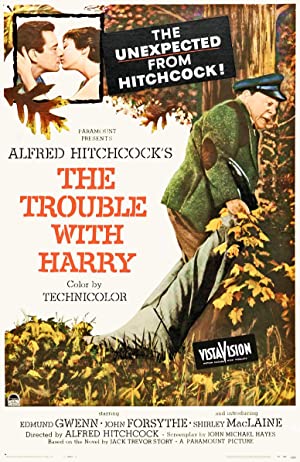 THE
UNEXPECTED
FROM
HITCHCOCK!
PARAMOUNT
PRESENTS
ALFRED HITCHCOCK'S
THE
TROUBLE
WITH
HARRY
Color by
TECHNICOLOR
VISTAVISION
starring
and introducing
EDMUND GWENN · JOHN FORSYTHE · SHIRLEY MacLAINE
Directed by ALFRED HITCHCOCK · Screenplay by JOHN MICHAEL HAYES
Based on the Novel by JACK TREVOR STORY · A PARAMOUNT PICTURE